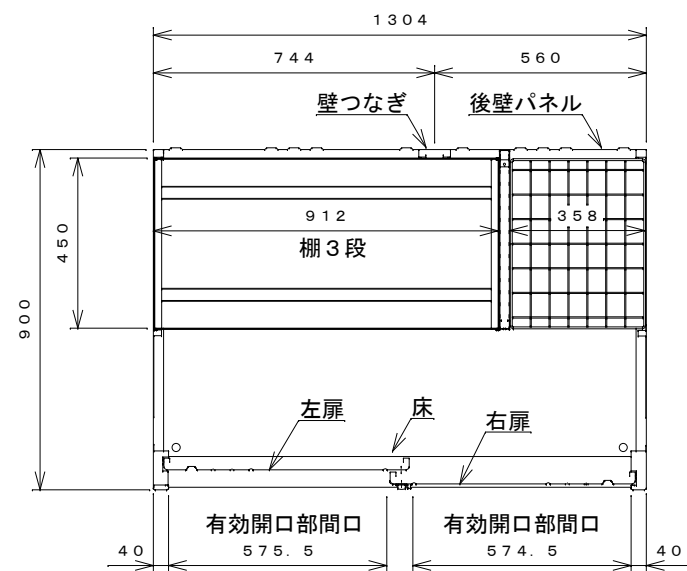 1304
744 560
壁つなぎ 後壁パネル
912 358
450
棚3段
900
左扉 床 右扉
有効開口部間口 有効開口部間口
40 575.5 574.5 40